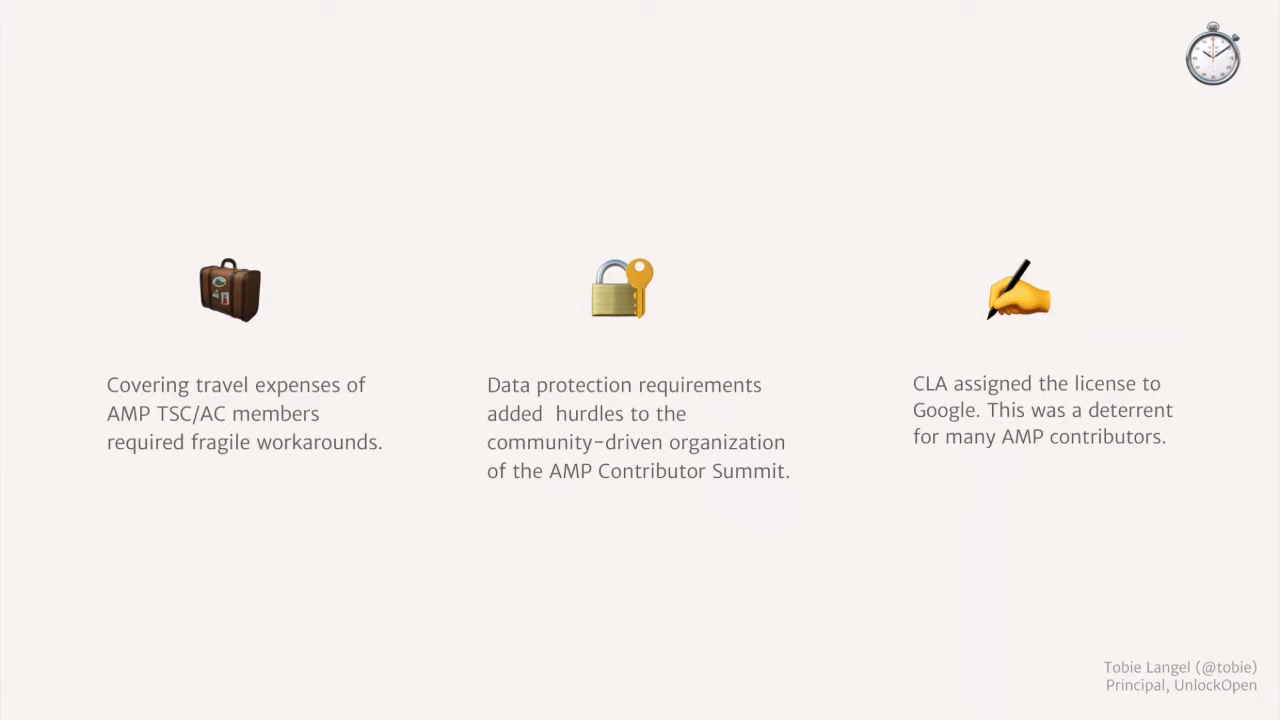 Covering travel expenses of
AMP TSC/AC members
required fragile workarounds.
Data protection requirements
added  hurdles to the
community-driven organization
of the AMP Contributor Summit.
CLA assigned the license to
Google. This was a deterrent
for many AMP contributors.
Tobie Langel (@tobie)
Principal, UnlockOpen